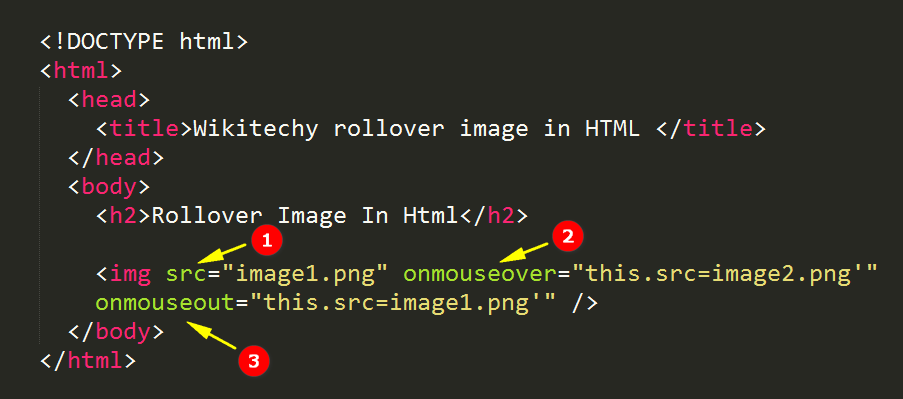 <!DOCTYPE html>
<html>
<head>
<title>Wikitechy rollover image in HTML </title>
</head>
<body>
<h2>Rollover Image In Html</h2>
1
2
<img src="image1.png" onmouseover="this.src=image2.png'"
onmouseout="this.src=image1.png'" />
</body>
3
</html>